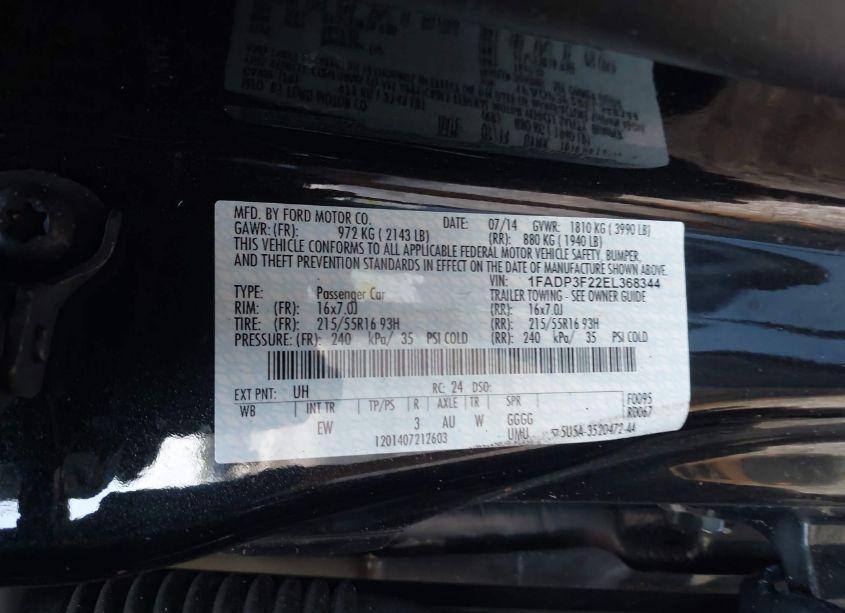 MFD. BY FORD MOTOR CO. DATE: 07/14 GVWR: 1810 KG ( 3990 LB)
GAWR: (FR): 972 KG ( 2143 LB) (RR): 880 KG ( 1940 LB)
THIS VEHICLE CONFORMS TO ALL APPLICABLE FEDERAL MOTOR VEHICLE SAFETY, BUMPER,
AND THEFT PREVENTION STANDARDS IN EFFECT ON THE DATE OF MANUFACTURE SHOWN ABOVE.
VIN: 1FADP3F22EL368344
TYPE: Passenger Car TRAILER TOWING - SEE OWNER GUIDE
RIM: (FR): 16x7.0J (RR): 16x7.0J
TIRE: (FR): 215/55R16 93H (RR): 215/55R16 93H
PRESSURE: (FR): 240 kPa/ 35 PSI COLD (RR): 240 kPa/ 35 PSI COLD
EXT PNT: UH RC: 24 DSO: F0095
WB INT TR TP/PS R AXLE TR SPR R0067
EW 3 AU W GGGG
1201407212603 UMU 5U5A-3520472-AA